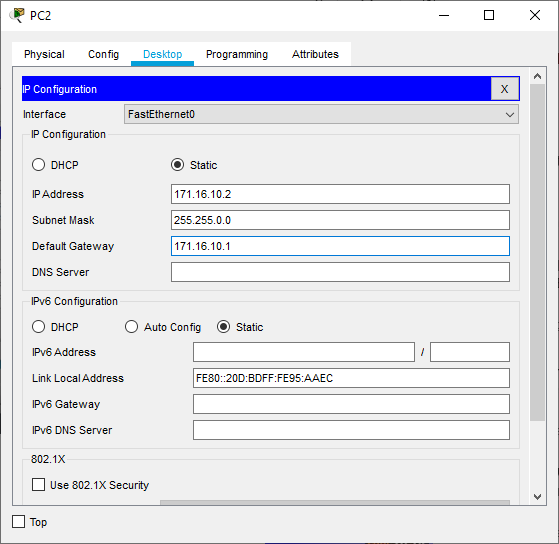 PC2
Physical Config Desktop Programming Attributes
IP Configuration X
Interface FastEthernet0
IP Configuration
DHCP Static
IP Address 171.16.10.2
Subnet Mask 255.255.0.0
Default Gateway 171.16.10.1
DNS Server
IPv6 Configuration
DHCP Auto Config Static
IPv6 Address /
Link Local Address FE80::20D:BDFF:FE95:AAEC
IPv6 Gateway
IPv6 DNS Server
802.1X
Use 802.1X Security
Top